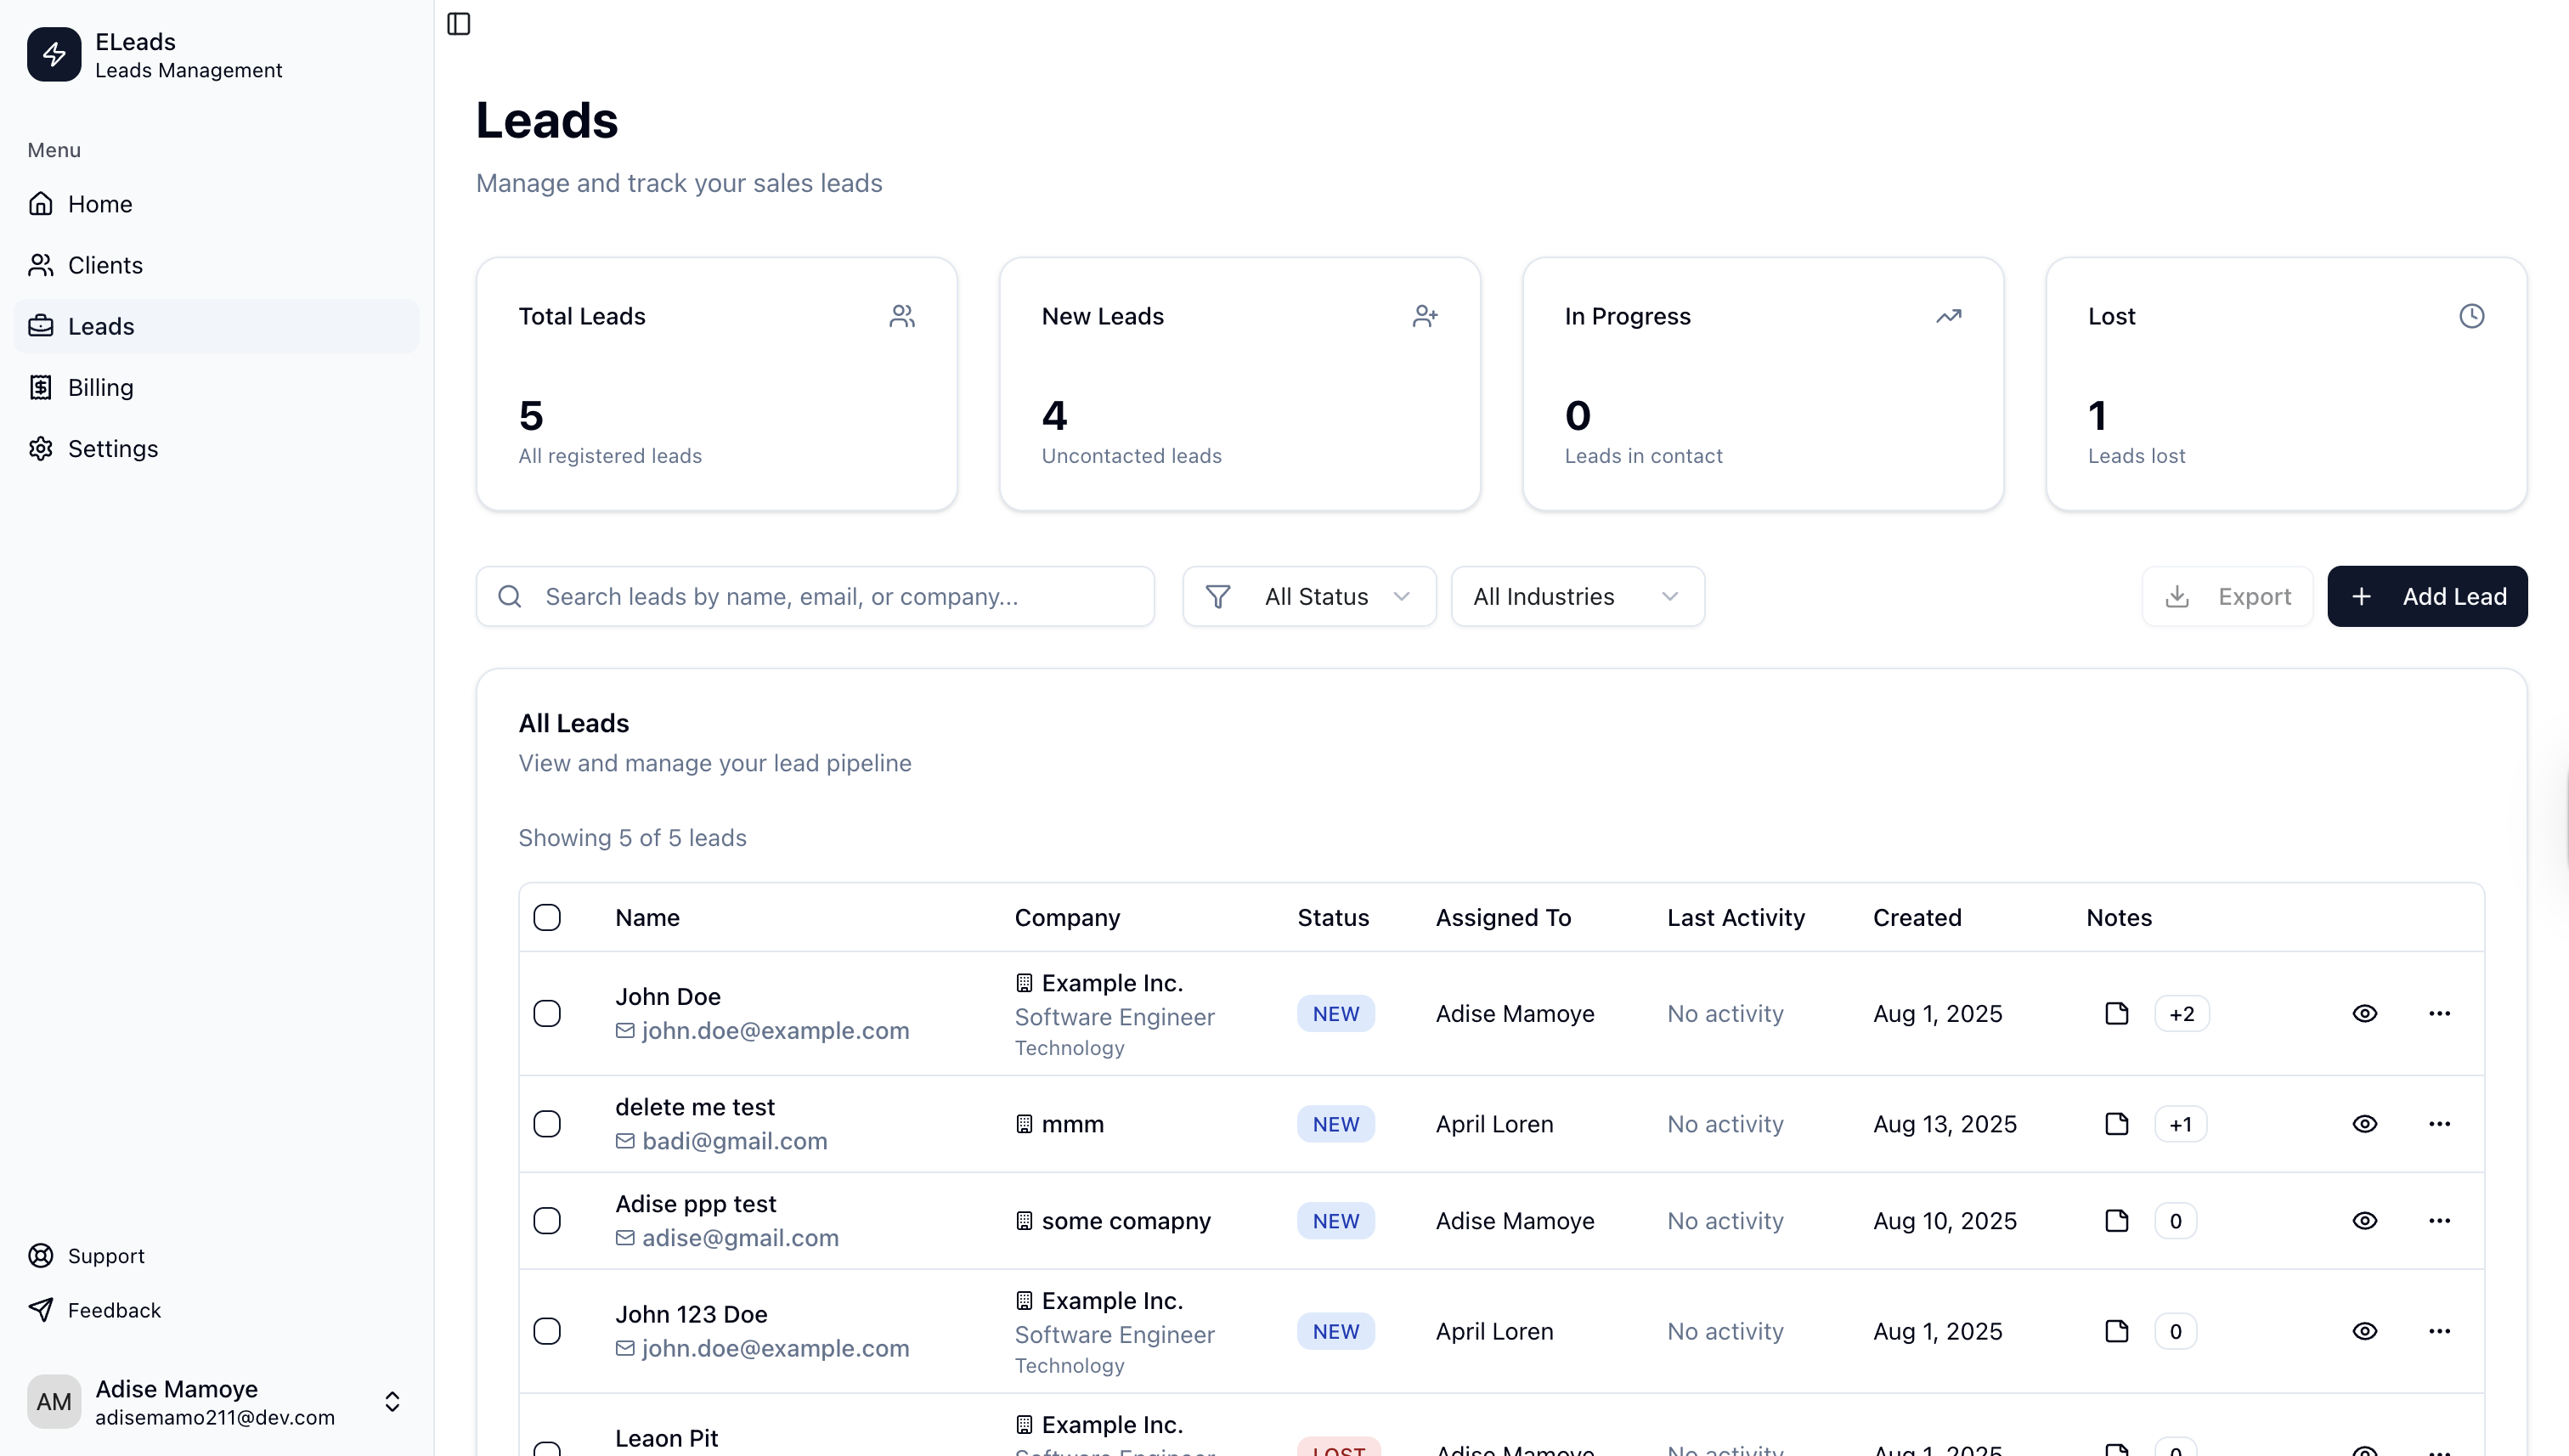 ELeads
Leads Management
Menu
Home
Clients
Leads
Billing
Settings
Support
Feedback
AM
Adise Mamoye
adisemamo211@dev.com
Leads
Manage and track your sales leads
Total Leads
5
All registered leads
New Leads
4
Uncontacted leads
In Progress
0
Leads in contact
Lost
1
Leads lost
Search leads by name, email, or company...
All Status
All Industries
Export
Add Lead
All Leads
View and manage your lead pipeline
Showing 5 of 5 leads
Name Company Status Assigned To Last Activity Created Notes
John Doe
john.doe@example.com
Example Inc.
Software Engineer
Technology
NEW
Adise Mamoye
No activity
Aug 1, 2025
+2
delete me test
badi@gmail.com
mmm
NEW
April Loren
No activity
Aug 13, 2025
+1
Adise ppp test
adise@gmail.com
some comapny
NEW
Adise Mamoye
No activity
Aug 10, 2025
0
John 123 Doe
john.doe@example.com
Example Inc.
Software Engineer
Technology
NEW
April Loren
No activity
Aug 1, 2025
0
Leaon Pit
Example Inc.
Software Engineer
LOST
Adise Mamoye
No activity
Aug 1, 2025
0